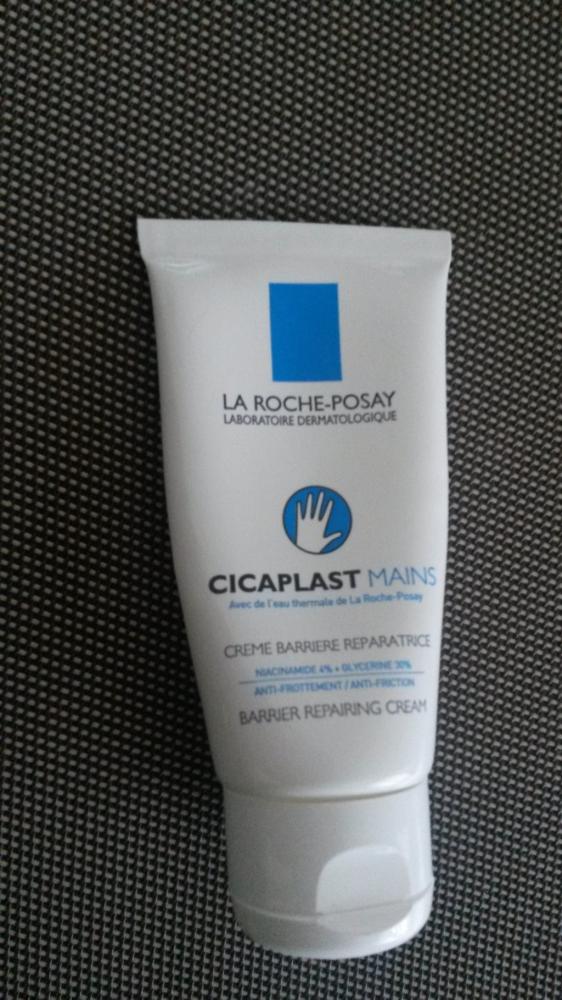 LA ROCHE-POSAY
LABORATOIRE DERMATOLOGIQUE
CICAPLAST MAINS
Avec de l'eau thermale de La Roche-Posay
CREME BARRIERE REPARATRICE
NIACINAMIDE 4% + GLYCERINE 30%
ANTI-FROTTEMENT / ANTI-FRICTION
BARRIER REPAIRING CREAM